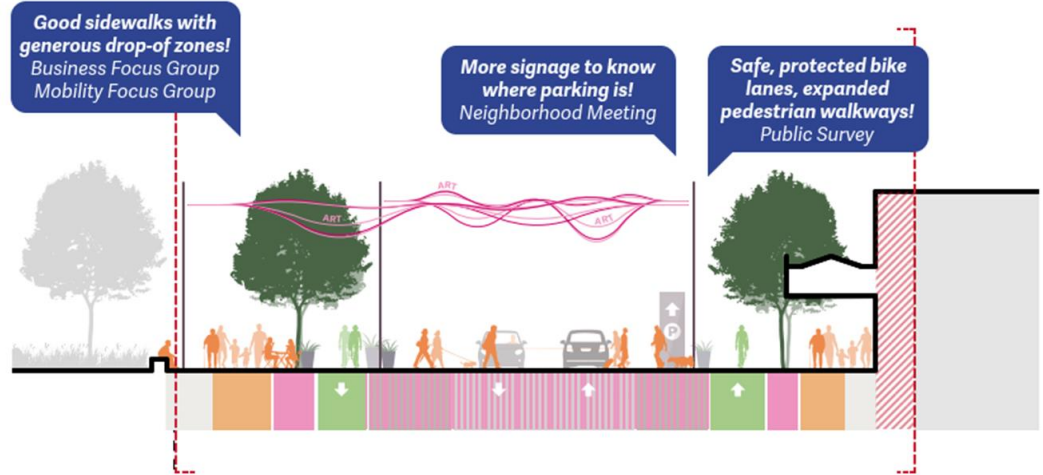 Good sidewalks with
generous drop-of zones!
Business Focus Group
Mobility Focus Group
More signage to know
where parking is!
Neighborhood Meeting
Safe, protected bike
lanes, expanded
pedestrian walkways!
Public Survey
ART
ART
ART
P